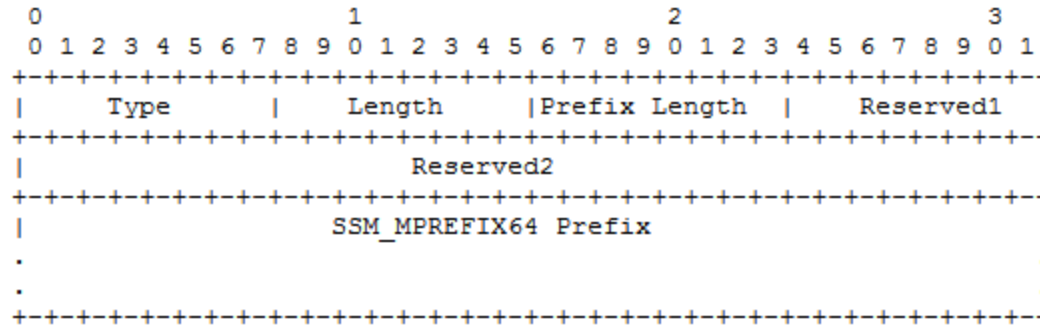 0                   1                   2                   3
 0 1 2 3 4 5 6 7 8 9 0 1 2 3 4 5 6 7 8 9 0 1 2 3 4 5 6 7 8 9 0 1
+-+-+-+-+-+-+-+-+-+-+-+-+-+-+-+-+-+-+-+-+-+-+-+-+-+-+-+-+-+-+-+-
|     Type      |    Length     |Prefix Length  |    Reserved1
+-+-+-+-+-+-+-+-+-+-+-+-+-+-+-+-+-+-+-+-+-+-+-+-+-+-+-+-+-+-+-+-
|                        Reserved2
+-+-+-+-+-+-+-+-+-+-+-+-+-+-+-+-+-+-+-+-+-+-+-+-+-+-+-+-+-+-+-+-
|                   SSM_MPREFIX64 Prefix
.
.
+-+-+-+-+-+-+-+-+-+-+-+-+-+-+-+-+-+-+-+-+-+-+-+-+-+-+-+-+-+-+-+-